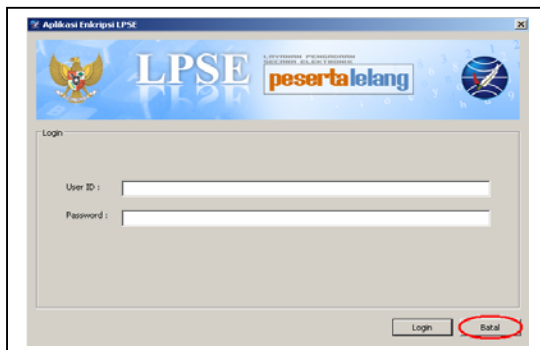 Aplikasi Enkripsi LPSE
LPSE
LAYANAN PENGADAAN
SECARA ELEKTRONIK
pesertalelang
Login
User ID :
Password :
Login
Batal